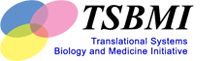 TSBMI
Translational Systems
Biology and Medicine Initiative